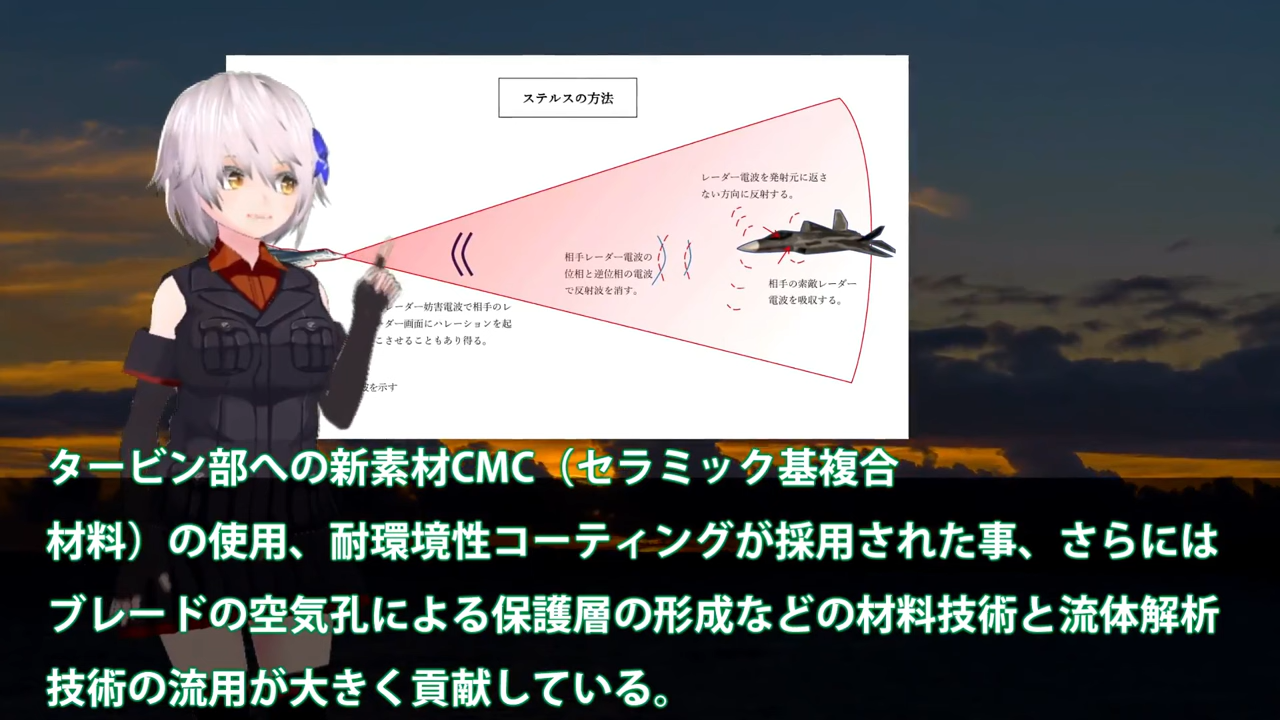 ステルスの方法
レーダー電波を発射元に返さ
ない方向に反射する。
相手レーダー電波の
位相と逆位相の電波
で反射波を消す。
相手の索敵レーダー
電波を吸収する。
レーダー妨害電波で相手のレ
ダー画面にハレーションを起
こさせることもあり得る。
を示す
タービン部への新素材CMC（セラミック基複合
材料）の使用、耐環境性コーティングが採用された事、さらには
ブレードの空気孔による保護層の形成などの材料技術と流体解析
技術の流用が大きく貢献している。